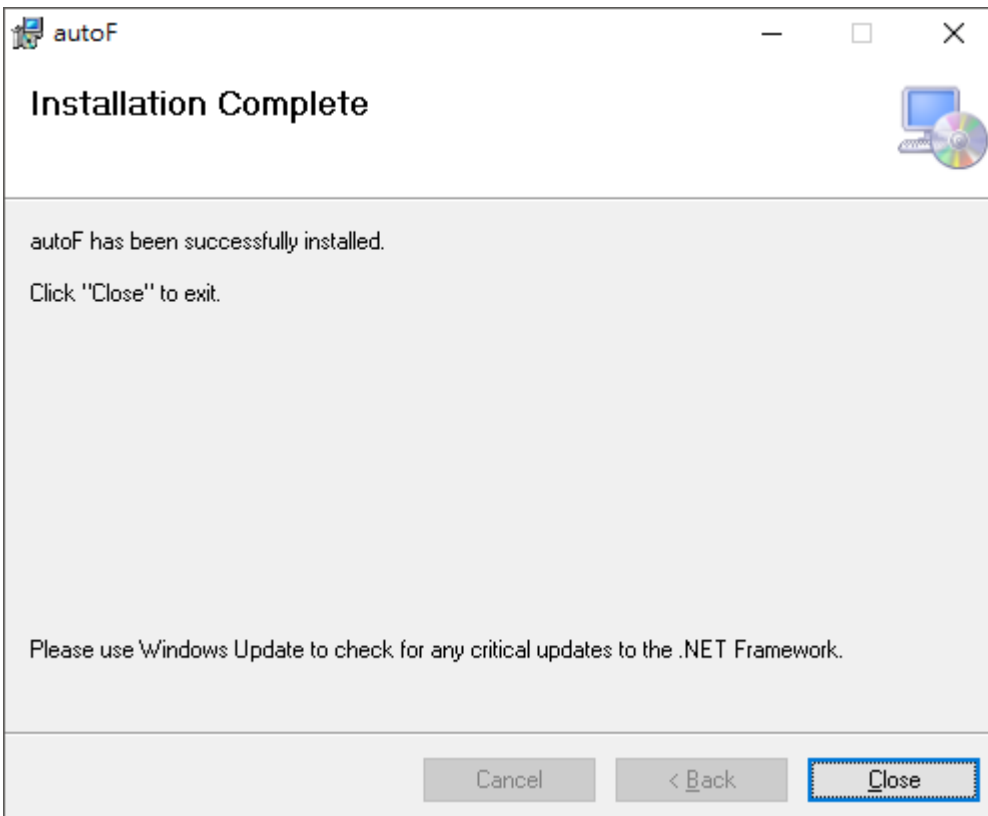 autoF
Installation Complete
autoF has been successfully installed.
Click "Close" to exit.
Please use Windows Update to check for any critical updates to the .NET Framework.
Cancel
< Back
Close